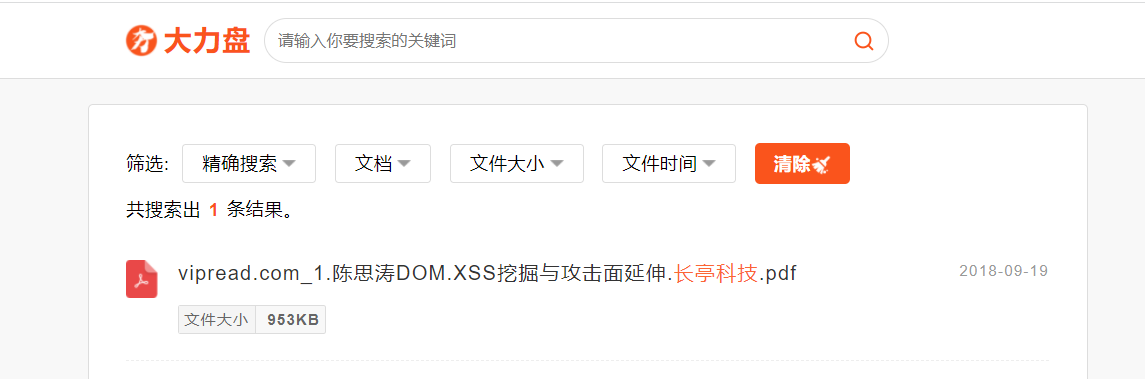 大力盘 请输入你要搜索的关键词
筛选: 精确搜索 文档 文件大小 文件时间 清除
共搜索出 1 条结果。
vipread.com_1.陈思涛DOM.XSS挖掘与攻击面延伸.长亭科技.pdf 2018-09-19
文件大小 953KB